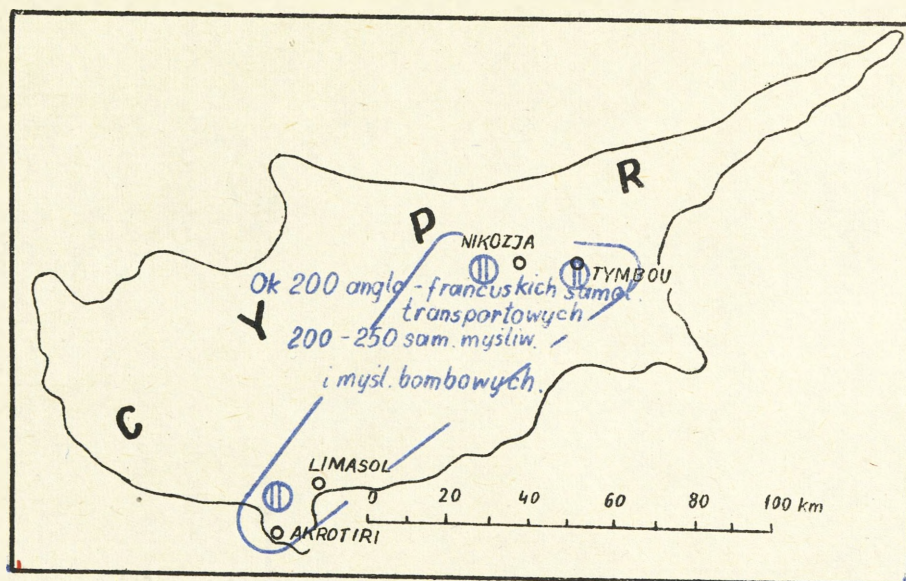 C Y P R
NIKOZJA
TYMBOU
Ok 200 anglo-francuskich samol.
transportowych
200-250 sam. myśliw.
i myśl. bombowych.
LIMASOL
AKROTIRI
0 20 40 60 80 100 km